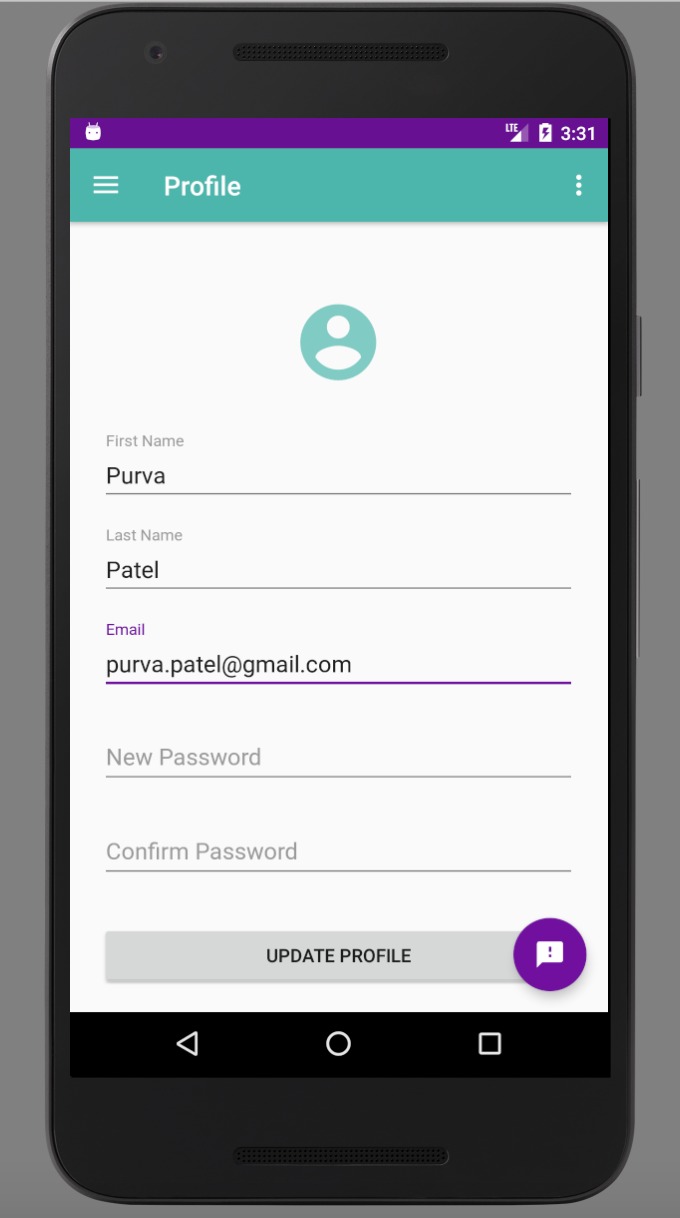 LTE 3:31
Profile
First Name
Purva
Last Name
Patel
Email
purva.patel@gmail.com
New Password
Confirm Password
UPDATE PROFILE